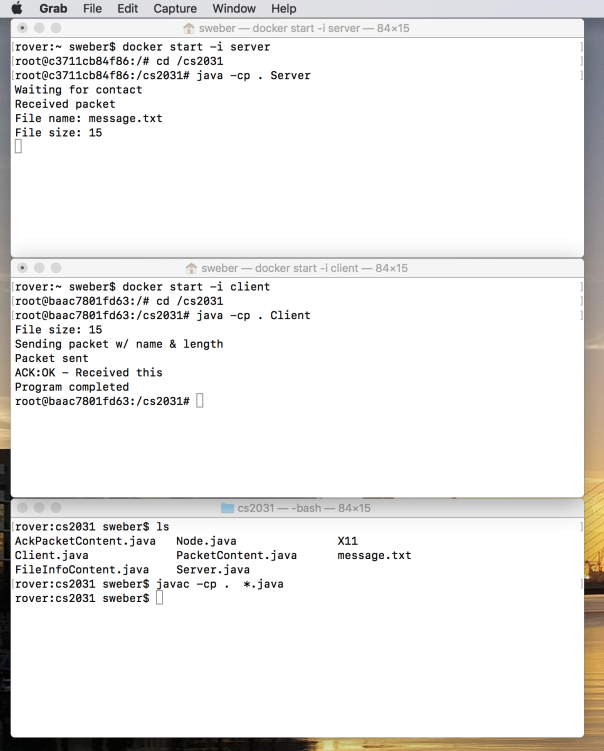 Grab File Edit Capture Window Help
sweber — docker start -i server — 84×15
[rover:~ sweber$ docker start -i server ]
[root@c3711cb84f86:/# cd /cs2031 ]
[root@c3711cb84f86:/cs2031# java -cp . Server ]
Waiting for contact
Received packet
File name: message.txt
File size: 15
sweber — docker start -i client — 84×15
[rover:~ sweber$ docker start -i client ]
[root@baac7801fd63:/# cd /cs2031 ]
[root@baac7801fd63:/cs2031# java -cp . Client ]
File size: 15
Sending packet w/ name & length
Packet sent
ACK:OK - Received this
Program completed
root@baac7801fd63:/cs2031#
cs2031 — -bash — 84×15
[rover:cs2031 sweber$ ls ]
AckPacketContent.java Node.java X11
Client.java PacketContent.java message.txt
FileInfoContent.java Server.java
[rover:cs2031 sweber$ javac -cp . *.java ]
rover:cs2031 sweber$